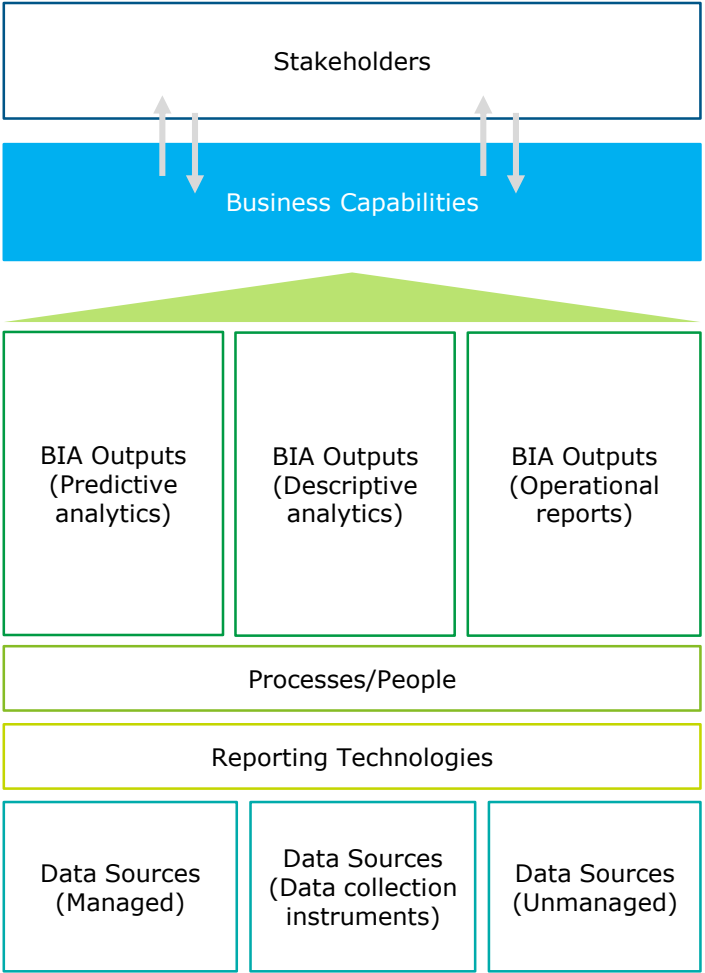 Stakeholders
Business Capabilities
BIA Outputs
(Predictive
analytics)
BIA Outputs
(Descriptive
analytics)
BIA Outputs
(Operational
reports)
Processes/People
Reporting Technologies
Data Sources
(Managed)
Data Sources
(Data collection
instruments)
Data Sources
(Unmanaged)